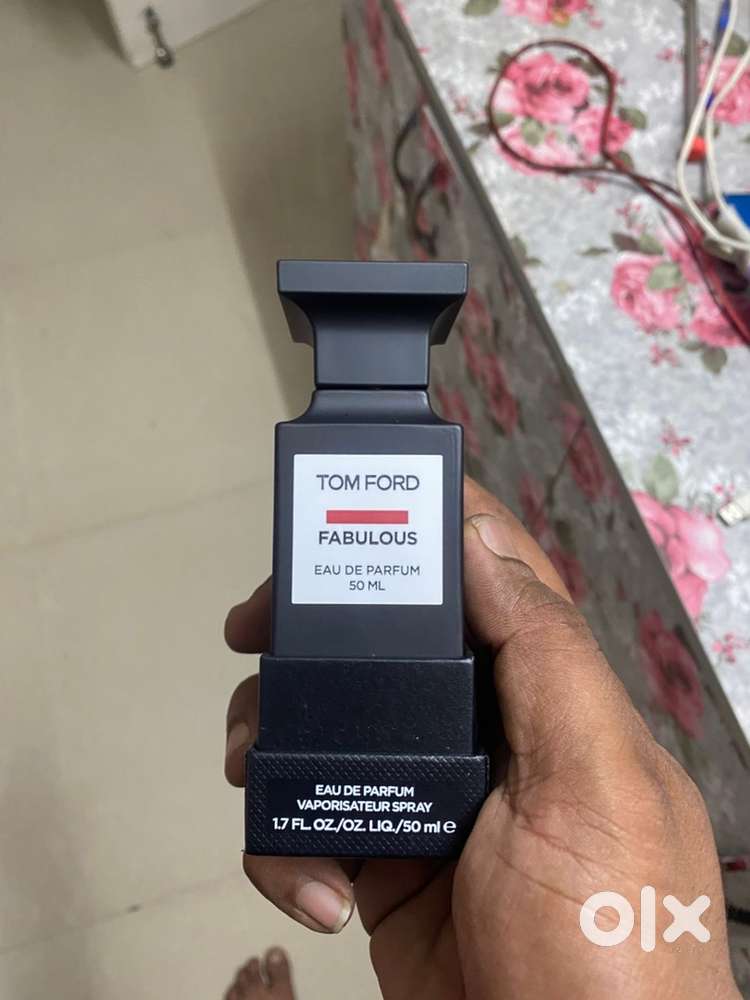 TOM FORD
FABULOUS
EAU DE PARFUM
50 ML
EAU DE PARFUM
VAPORISATEUR SPRAY
1.7 FL. OZ./OZ. LIQ./50 ml e
olx